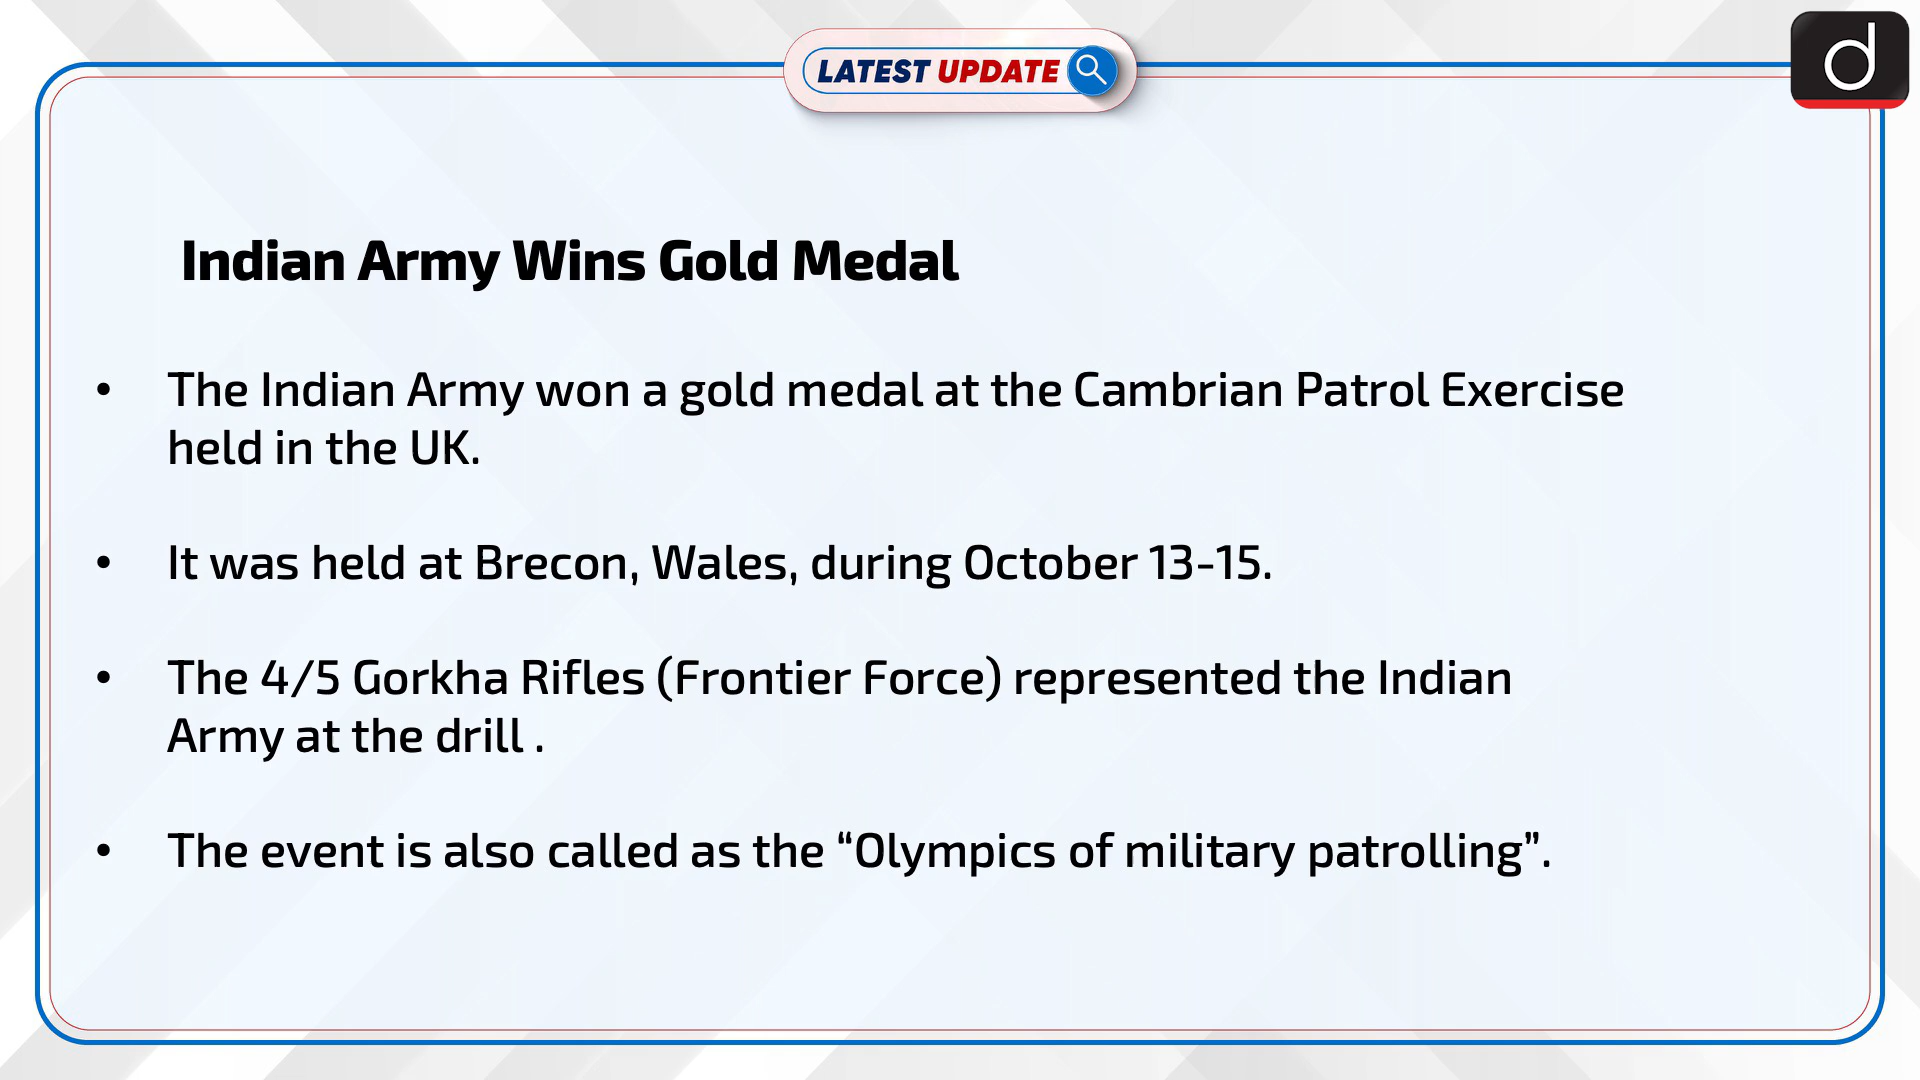 LATEST UPDATE
d
Indian Army Wins Gold Medal
• The Indian Army won a gold medal at the Cambrian Patrol Exercise
held in the UK.
• It was held at Brecon, Wales, during October 13-15.
• The 4/5 Gorkha Rifles (Frontier Force) represented the Indian
Army at the drill .
• The event is also called as the “Olympics of military patrolling”.